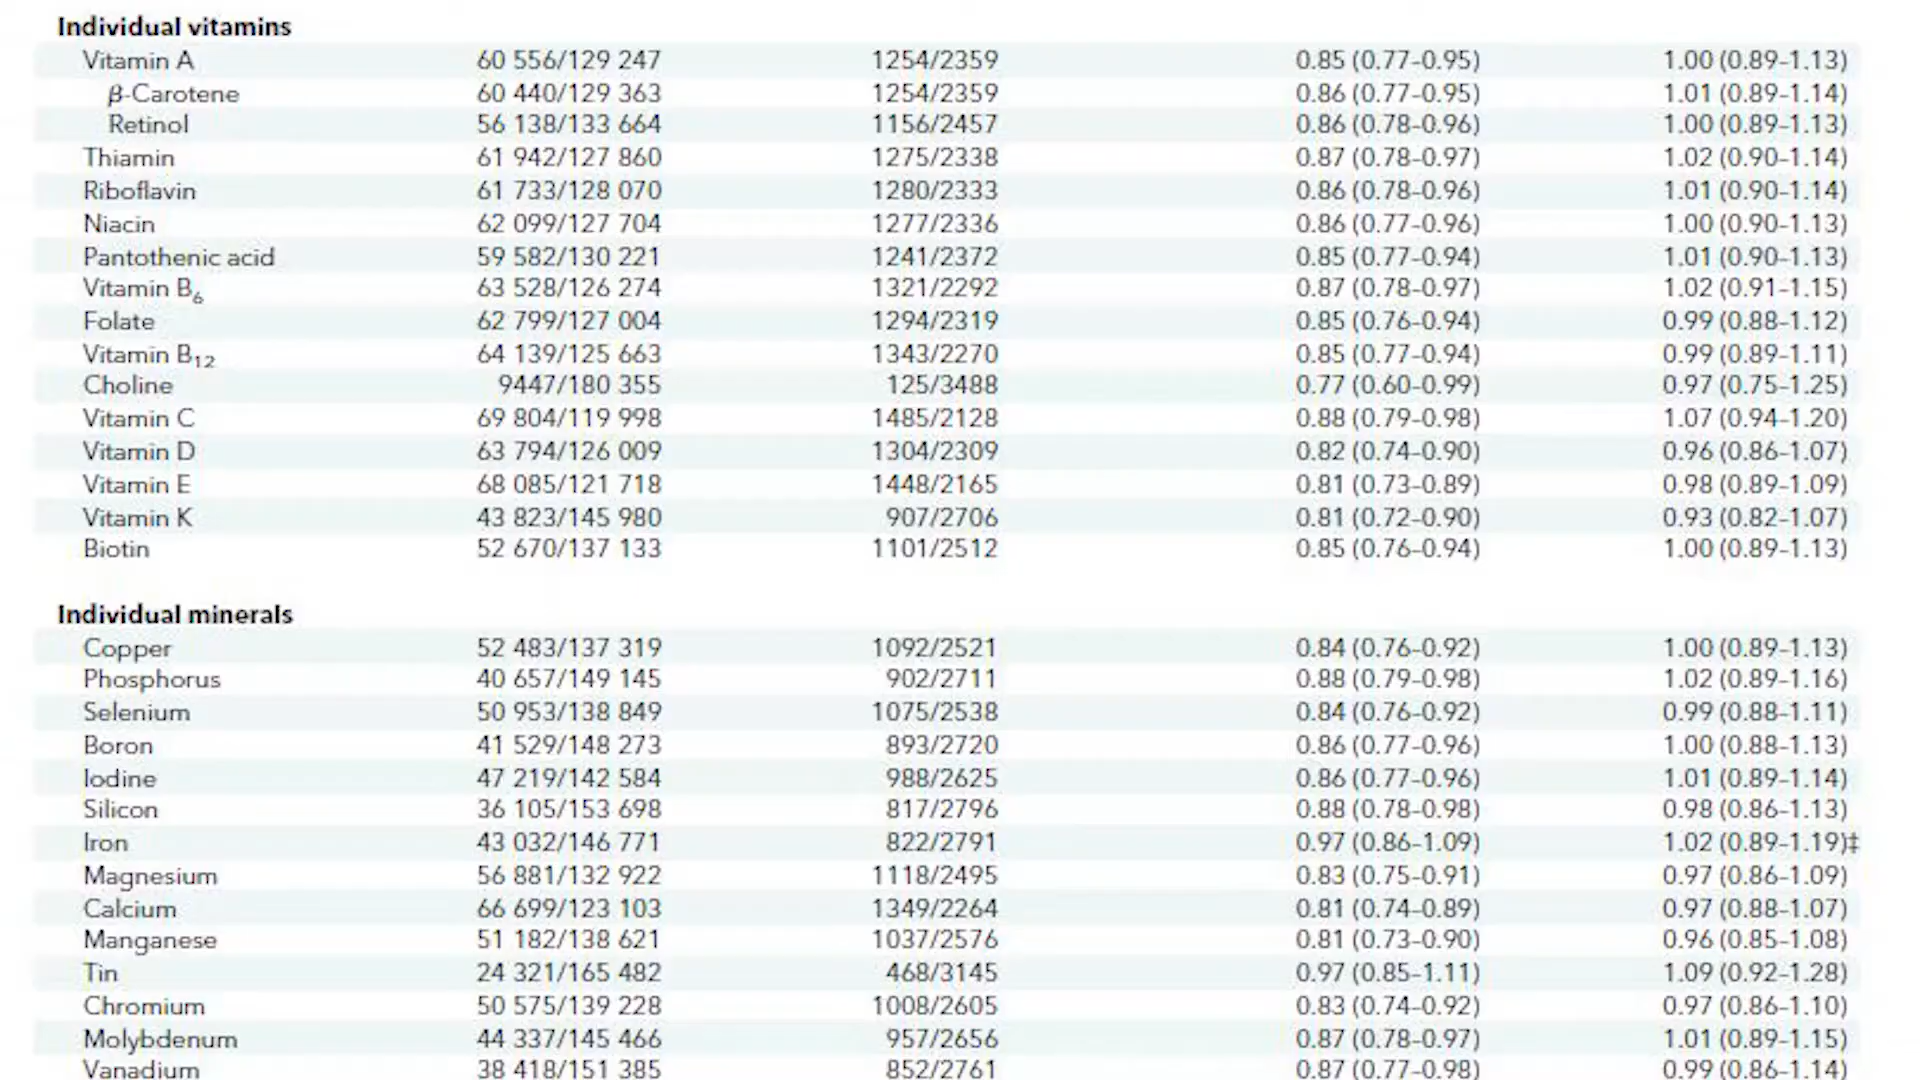 Individual vitamins
Vitamin A 60 556/129 247 1254/2359 0.85 (0.77–0.95) 1.00 (0.89–1.13)
β-Carotene 60 440/129 363 1254/2359 0.86 (0.77–0.95) 1.01 (0.89–1.14)
Retinol 56 138/133 664 1156/2457 0.86 (0.78–0.96) 1.00 (0.89–1.13)
Thiamin 61 942/127 860 1275/2338 0.87 (0.78–0.97) 1.02 (0.90–1.14)
Riboflavin 61 733/128 070 1280/2333 0.86 (0.78–0.96) 1.01 (0.90–1.14)
Niacin 62 099/127 704 1277/2336 0.86 (0.77–0.96) 1.00 (0.90–1.13)
Pantothenic acid 59 582/130 221 1241/2372 0.85 (0.77–0.94) 1.01 (0.90–1.13)
Vitamin B6 63 528/126 274 1321/2292 0.87 (0.78–0.97) 1.02 (0.91–1.15)
Folate 62 799/127 004 1294/2319 0.85 (0.76–0.94) 0.99 (0.88–1.12)
Vitamin B12 64 139/125 663 1343/2270 0.85 (0.77–0.94) 0.99 (0.89–1.11)
Choline 9447/180 355 125/3488 0.77 (0.60–0.99) 0.97 (0.75–1.25)
Vitamin C 69 804/119 998 1485/2128 0.88 (0.79–0.98) 1.07 (0.94–1.20)
Vitamin D 63 794/126 009 1304/2309 0.82 (0.74–0.90) 0.96 (0.86–1.07)
Vitamin E 68 085/121 718 1448/2165 0.81 (0.73–0.89) 0.98 (0.89–1.09)
Vitamin K 43 823/145 980 907/2706 0.81 (0.72–0.90) 0.93 (0.82–1.07)
Biotin 52 670/137 133 1101/2512 0.85 (0.76–0.94) 1.00 (0.89–1.13)
Individual minerals
Copper 52 483/137 319 1092/2521 0.84 (0.76–0.92) 1.00 (0.89–1.13)
Phosphorus 40 657/149 145 902/2711 0.88 (0.79–0.98) 1.02 (0.89–1.16)
Selenium 50 953/138 849 1075/2538 0.84 (0.76–0.92) 0.99 (0.88–1.11)
Boron 41 529/148 273 893/2720 0.86 (0.77–0.96) 1.00 (0.88–1.13)
Iodine 47 219/142 584 988/2625 0.86 (0.77–0.96) 1.01 (0.89–1.14)
Silicon 36 105/153 698 817/2796 0.88 (0.78–0.98) 0.98 (0.86–1.13)
Iron 43 032/146 771 822/2791 0.97 (0.86–1.09) 1.02 (0.89–1.19)‡
Magnesium 56 881/132 922 1118/2495 0.83 (0.75–0.91) 0.97 (0.86–1.09)
Calcium 66 699/123 103 1349/2264 0.81 (0.74–0.89) 0.97 (0.88–1.07)
Manganese 51 182/138 621 1037/2576 0.81 (0.73–0.90) 0.96 (0.85–1.08)
Tin 24 321/165 482 468/3145 0.97 (0.85–1.11) 1.09 (0.92–1.28)
Chromium 50 575/139 228 1008/2605 0.83 (0.74–0.92) 0.97 (0.86–1.10)
Molybdenum 44 337/145 466 957/2656 0.87 (0.78–0.97) 1.01 (0.89–1.15)
Vanadium 38 418/151 385 852/2761 0.87 (0.77–0.98) 0.99 (0.86–1.14)